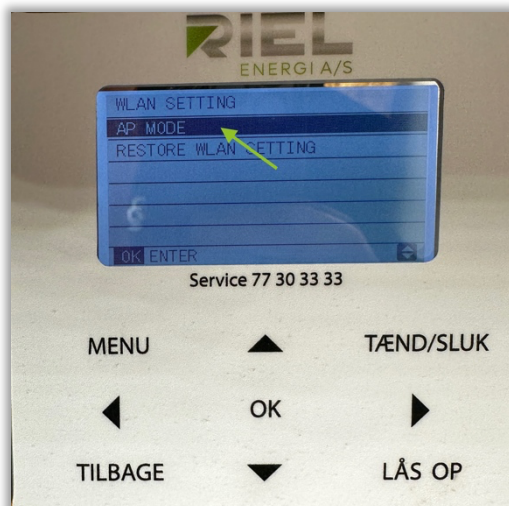 RIEL
ENERGI A/S
WLAN SETTING
AP MODE
RESTORE WLAN SETTING
OK ENTER
Service 77 30 33 33
MENU
TÆND/SLUK
OK
TILBAGE
LÅS OP